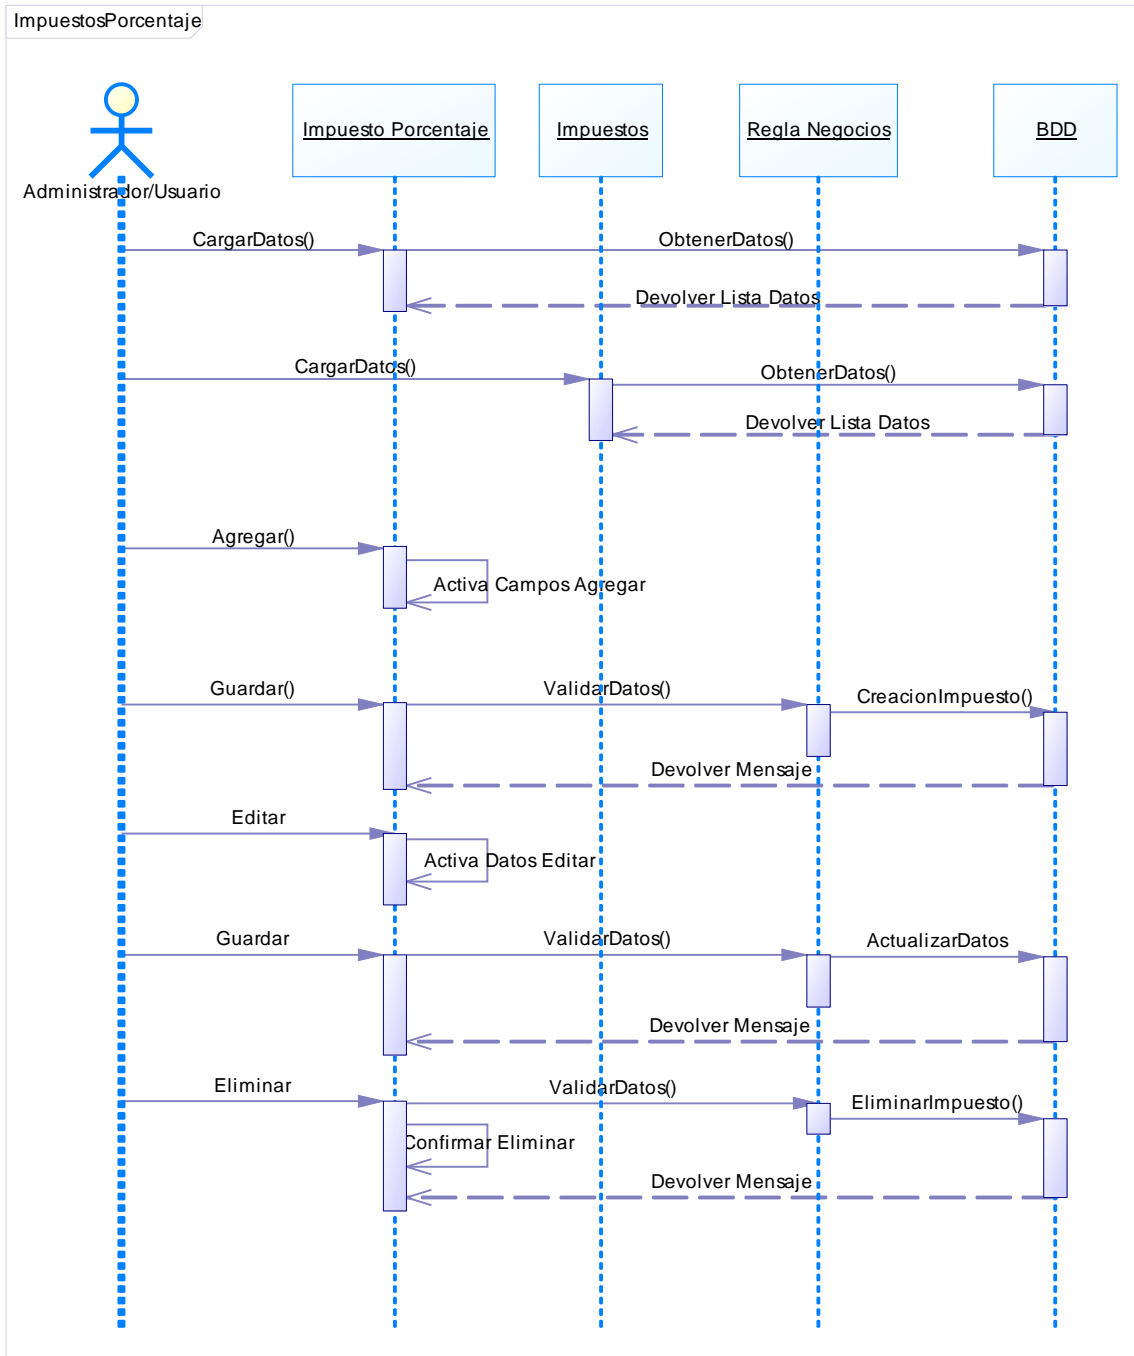 ImpuestosPorcentaje
Impuesto Porcentaje
Impuestos
Regla Negocios
BDD
Administrador/Usuario
CargarDatos()
ObtenerDatos()
Devolver Lista Datos
CargarDatos()
ObtenerDatos()
Devolver Lista Datos
Agregar()
Activa Campos Agregar
Guardar()
ValidarDatos()
CreacionImpuesto()
Devolver Mensaje
Editar
Activa Datos Editar
Guardar
ValidarDatos()
ActualizarDatos
Devolver Mensaje
Eliminar
ValidarDatos()
EliminarImpuesto()
Confirmar Eliminar
Devolver Mensaje